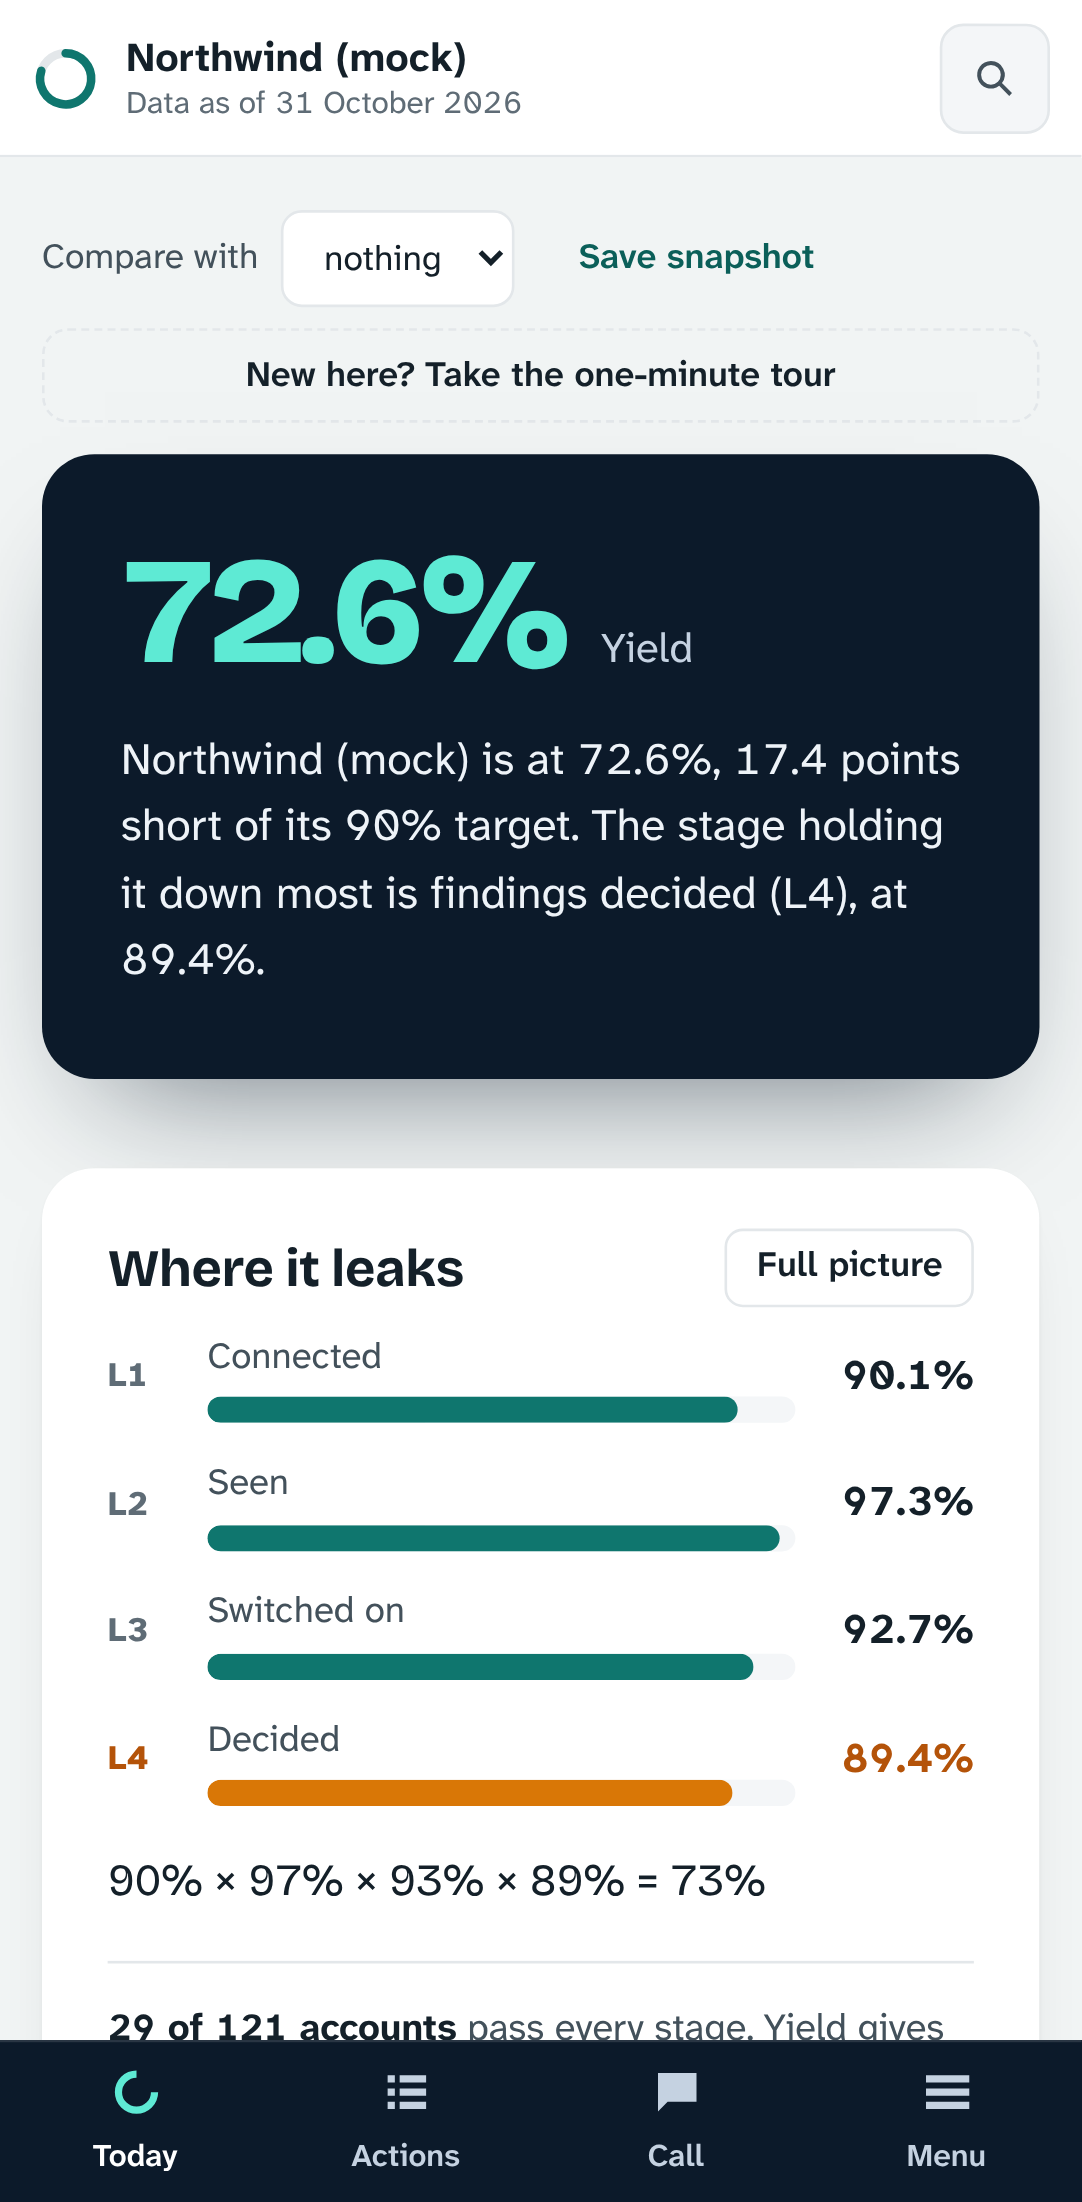 Northwind (mock)
Data as of 31 October 2026
Compare with
nothing
Save snapshot
New here? Take the one-minute tour
72.6% Yield
Northwind (mock) is at 72.6%, 17.4 points
short of its 90% target. The stage holding
it down most is findings decided (L4), at
89.4%.
Where it leaks
Full picture
L1 Connected 90.1%
L2 Seen 97.3%
L3 Switched on 92.7%
L4 Decided 89.4%
90% × 97% × 93% × 89% = 73%
29 of 121 accounts pass every stage. Yield gives
Today
Actions
Call
Menu